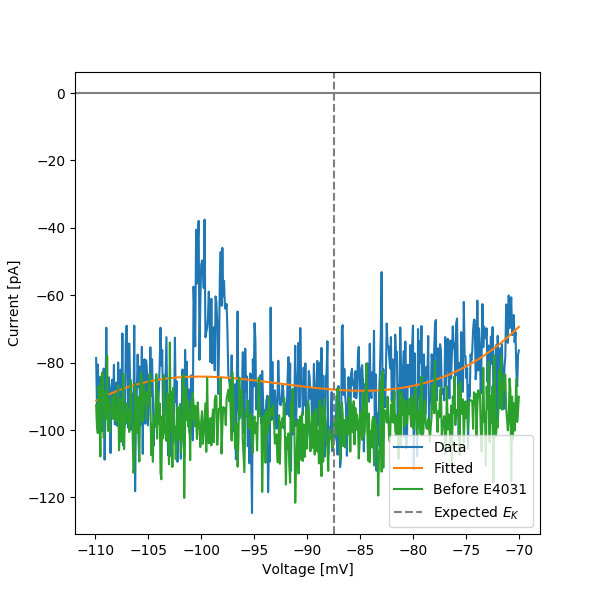 0
−20
−40
−60
−80
−100
−120
Current [pA]
−110
−105
−100
−95
−90
−85
−80
−75
−70
Voltage [mV]
Data
Fitted
Before E4031
Expected E_K